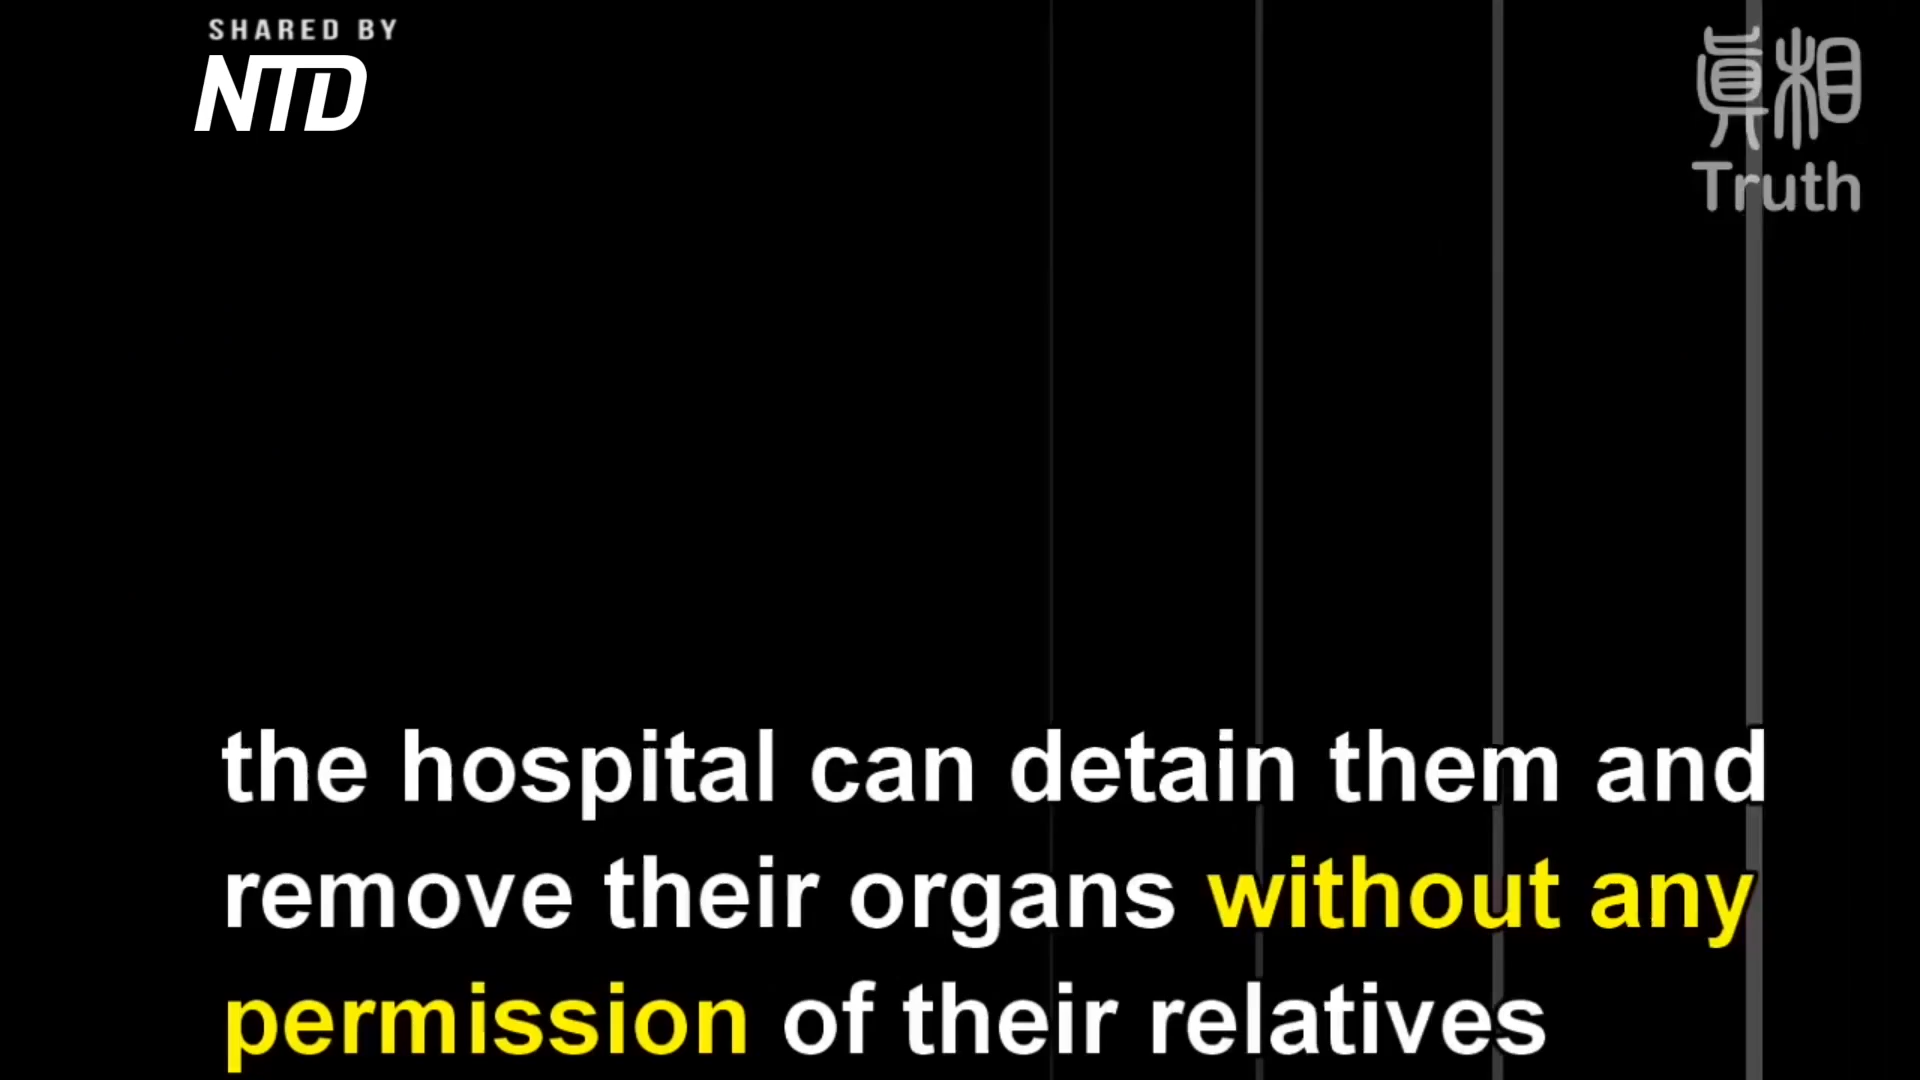 SHARED BY
NTD
眞相
Truth
the hospital can detain them and
remove their organs without any
permission of their relatives